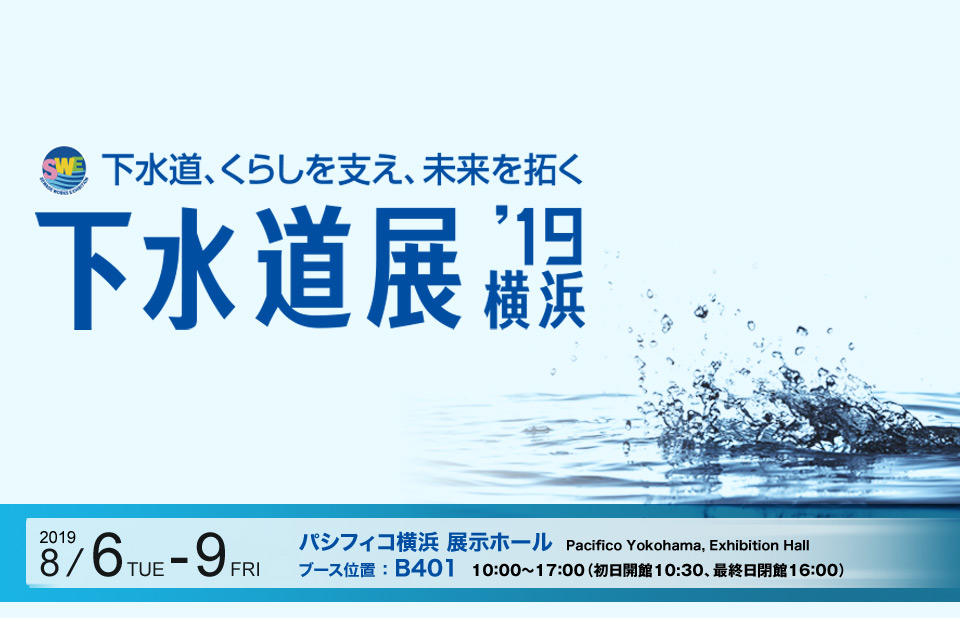 SWE
SEWAGE WORKS EXHIBITION
下水道、くらしを支え、未来を拓く
下水道展 '19 横浜
2019
8/6 TUE - 9 FRI
パシフィコ横浜 展示ホール Pacifico Yokohama, Exhibition Hall
ブース位置：B401 10:00～17:00（初日開館10:30、最終日閉館16:00）